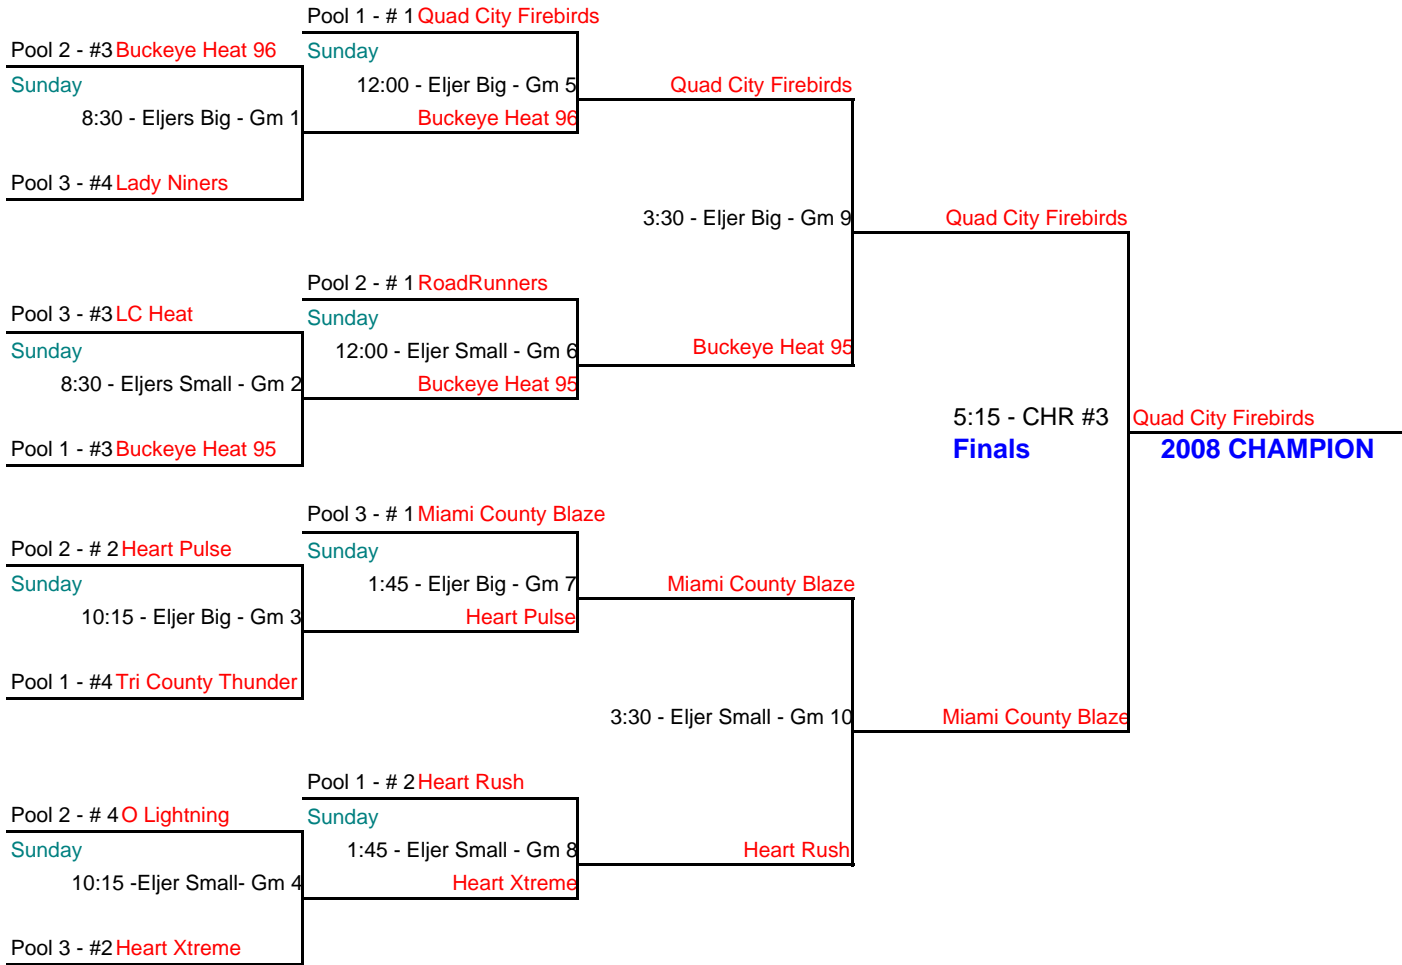 Pool 1 - # 1 Quad City Firebirds
Pool 2 - #3 Buckeye Heat 96
Sunday
Sunday
12:00 - Eljer Big - Gm 5
Quad City Firebirds
8:30 - Eljers Big - Gm 1
Buckeye Heat 96
Pool 3 - #4 Lady Niners
3:30 - Eljer Big - Gm 9
Quad City Firebirds
Pool 2 - # 1 RoadRunners
Pool 3 - #3 LC Heat
Sunday
Sunday
12:00 - Eljer Small - Gm 6
Buckeye Heat 95
8:30 - Eljers Small - Gm 2
Buckeye Heat 95
5:15 - CHR #3
Quad City Firebirds
Pool 1 - #3 Buckeye Heat 95
Finals
2008 CHAMPION
Pool 3 - # 1 Miami County Blaze
Pool 2 - # 2 Heart Pulse
Sunday
Sunday
1:45 - Eljer Big - Gm 7
Miami County Blaze
10:15 - Eljer Big - Gm 3
Heart Pulse
Pool 1 - #4 Tri County Thunder
3:30 - Eljer Small - Gm 10
Miami County Blaze
Pool 1 - # 2 Heart Rush
Pool 2 - # 4 O Lightning
Sunday
Sunday
1:45 - Eljer Small - Gm 8
Heart Rush
10:15 -Eljer Small- Gm 4
Heart Xtreme
Pool 3 - #2 Heart Xtreme